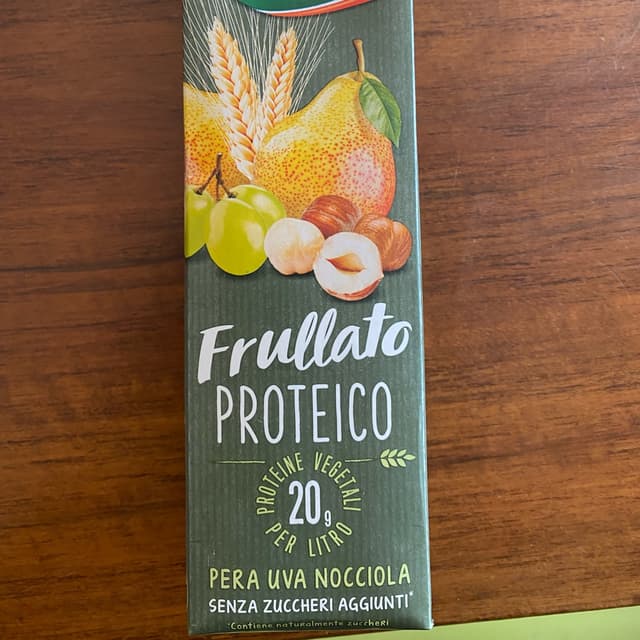 Frullato
PROTEICO
PROTEINE VEGETALI
20g
PER LITRO
PERA UVA NOCCIOLA
SENZA ZUCCHERI AGGIUNTI*
*Contiene naturalmente zuccheri